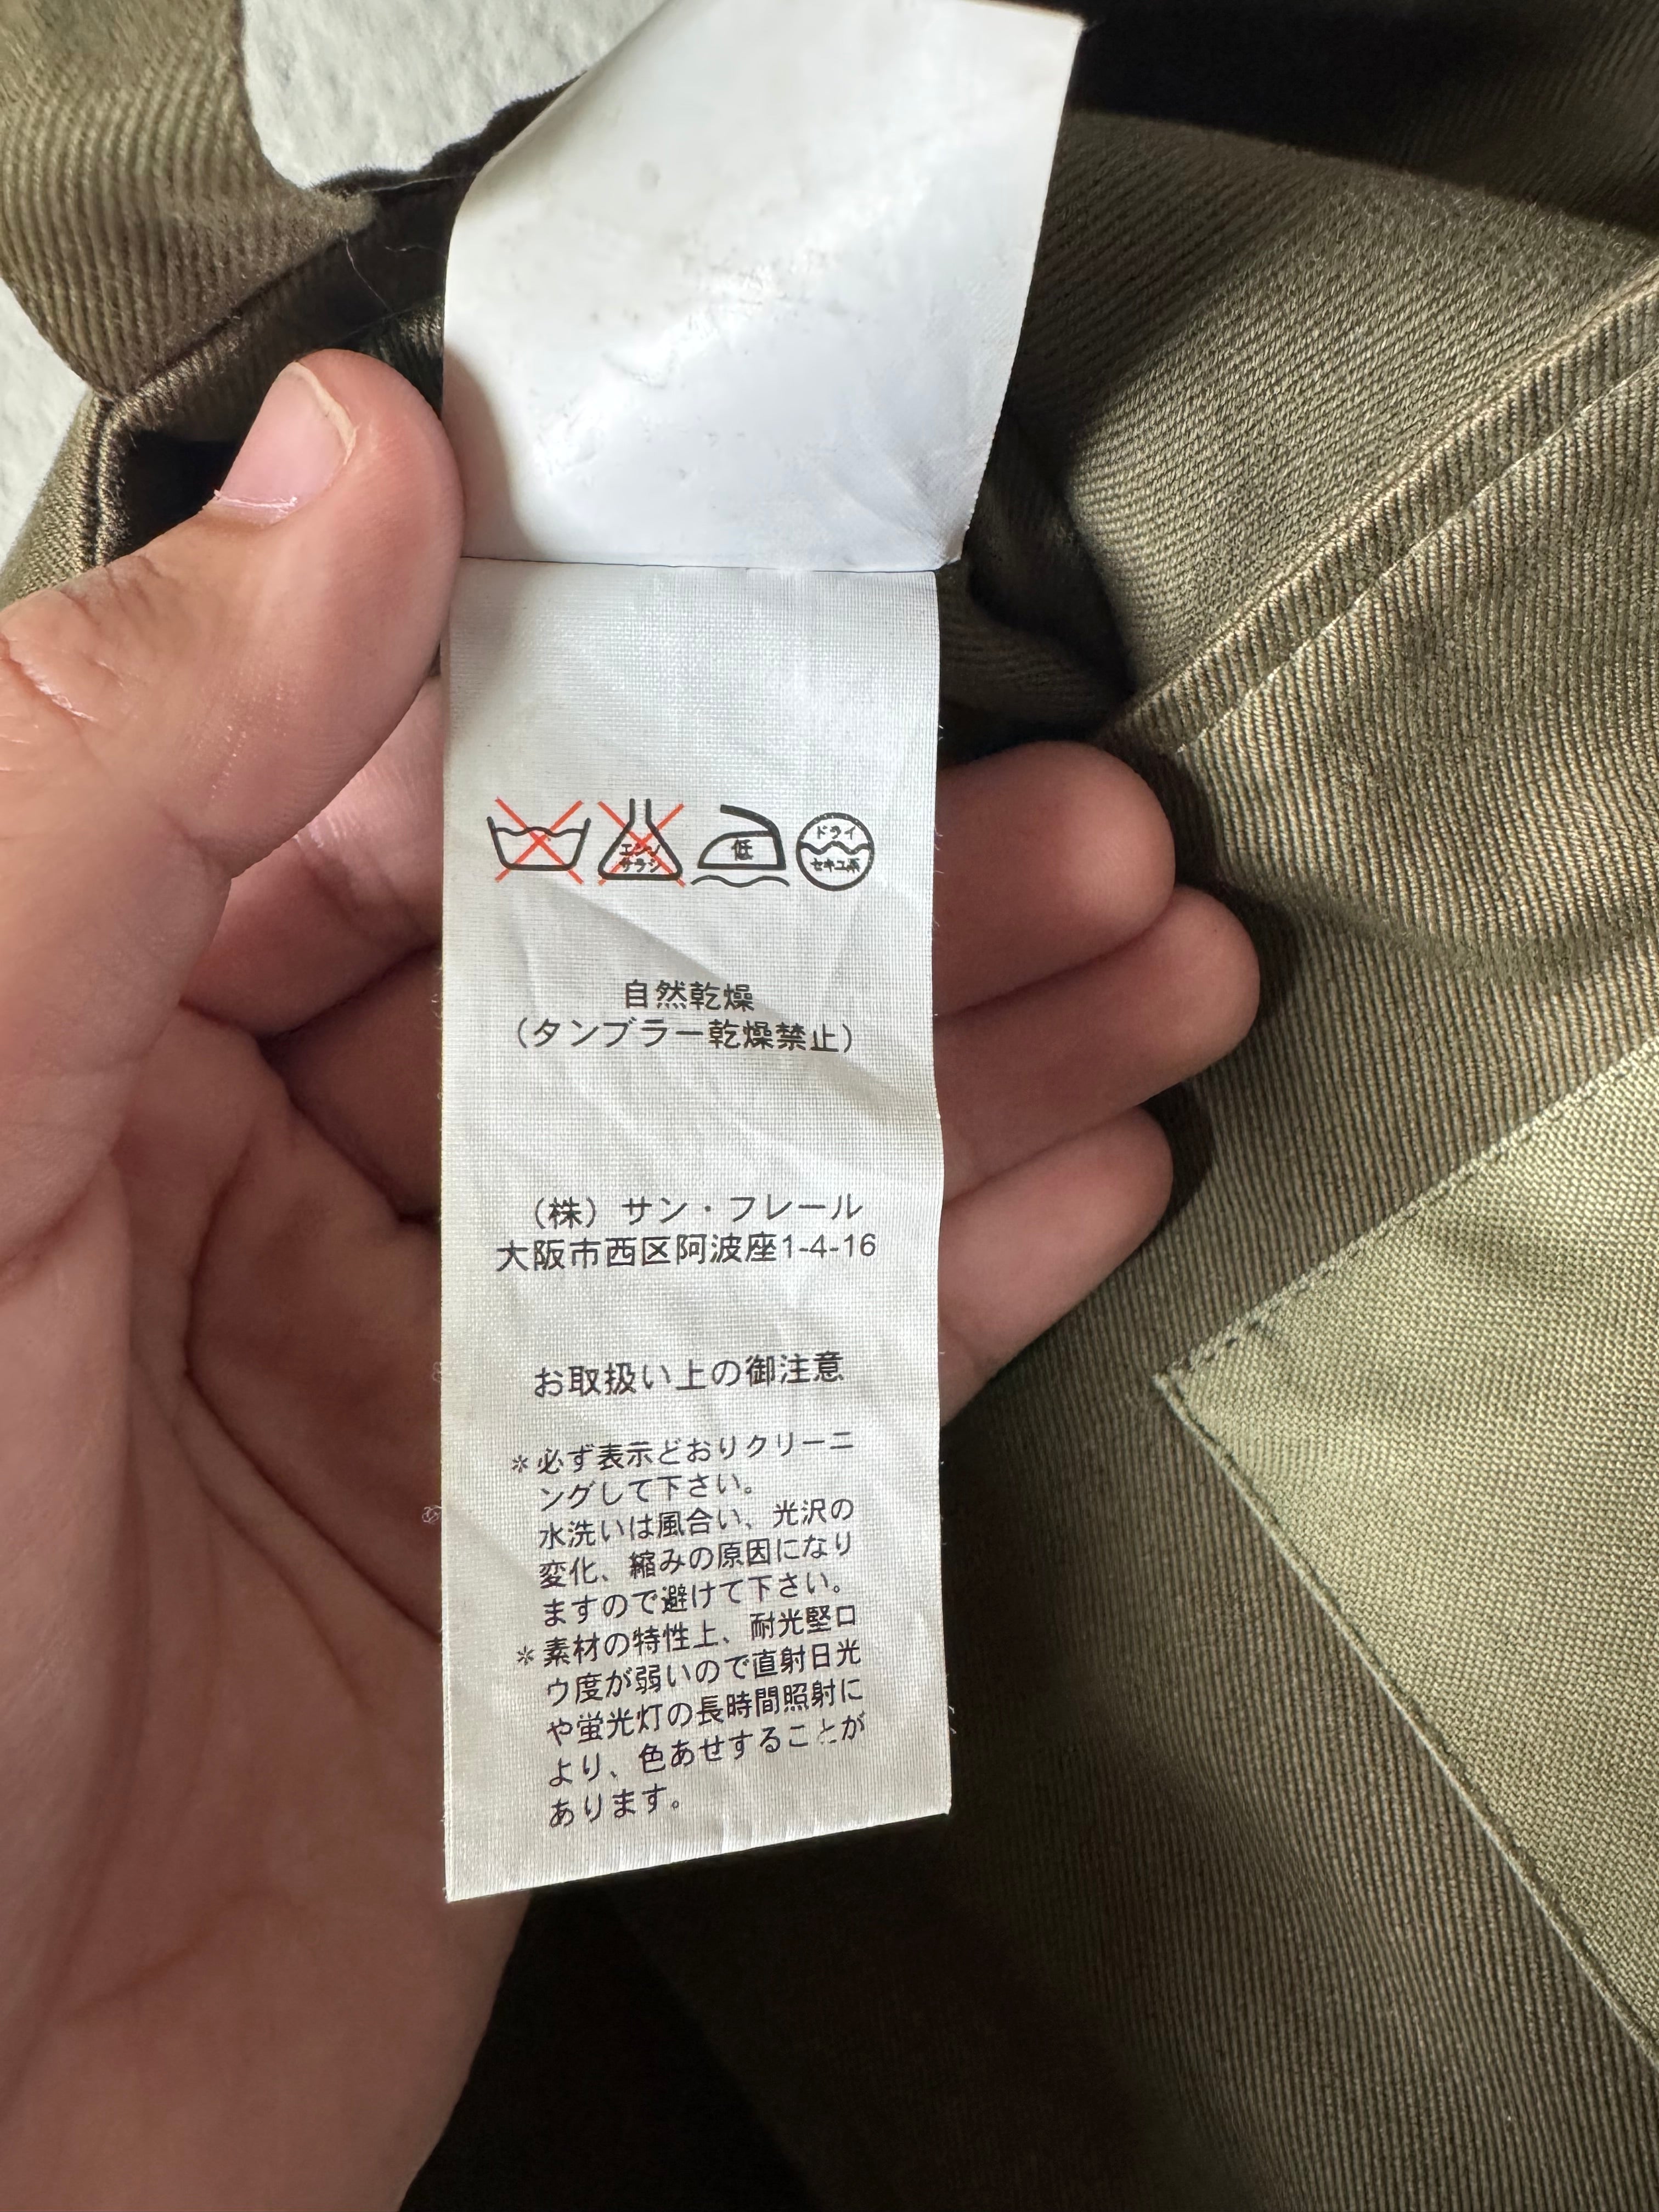 エンソ
サラシ
低
ドライ
セキユ系
自然乾燥
（タンブラー乾燥禁止）
（株）サン・フレール
大阪市西区阿波座1-4-16
お取扱い上の御注意
＊必ず表示どおりクリーニ
ングして下さい。
水洗いは風合い、光沢の
変化、縮みの原因になり
ますので避けて下さい。
＊素材の特性上、耐光堅ロ
ウ度が弱いので直射日光
や蛍光灯の長時間照射に
より、色あせすることが
あります。